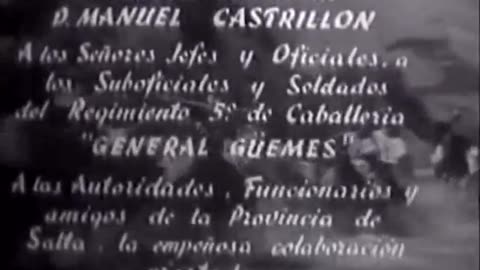 D. MANUEL CASTRILLON
A los Señores Jefes y Oficiales, a
los Suboficiales y Soldados
del Regimiento 5º de Caballeria
"GENERAL GÜEMES"
A las Autoridades, Funcionarios y
amigos de la Provincia de
Salta, la empeñosa colaboración